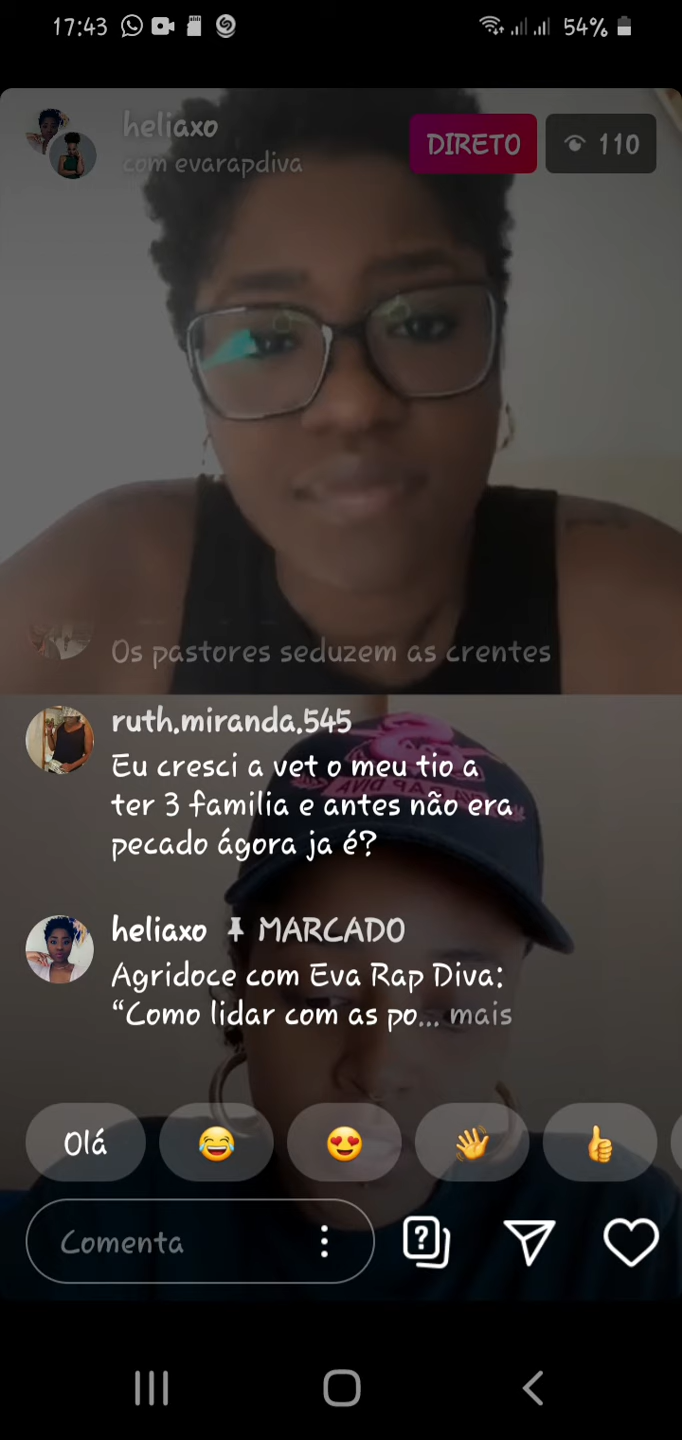 17:43
54%
heliaxo
com evarapdiva
DIRETO
110
Os pastores seduzem as crentes
ruth.miranda.545
Eu cresci a vet o meu tio a
ter 3 familia e antes não era
pecado ágora ja é?
heliaxo MARCADO
Agridoce com Eva Rap Diva:
“Como lidar com as po... mais
Olá
Comenta